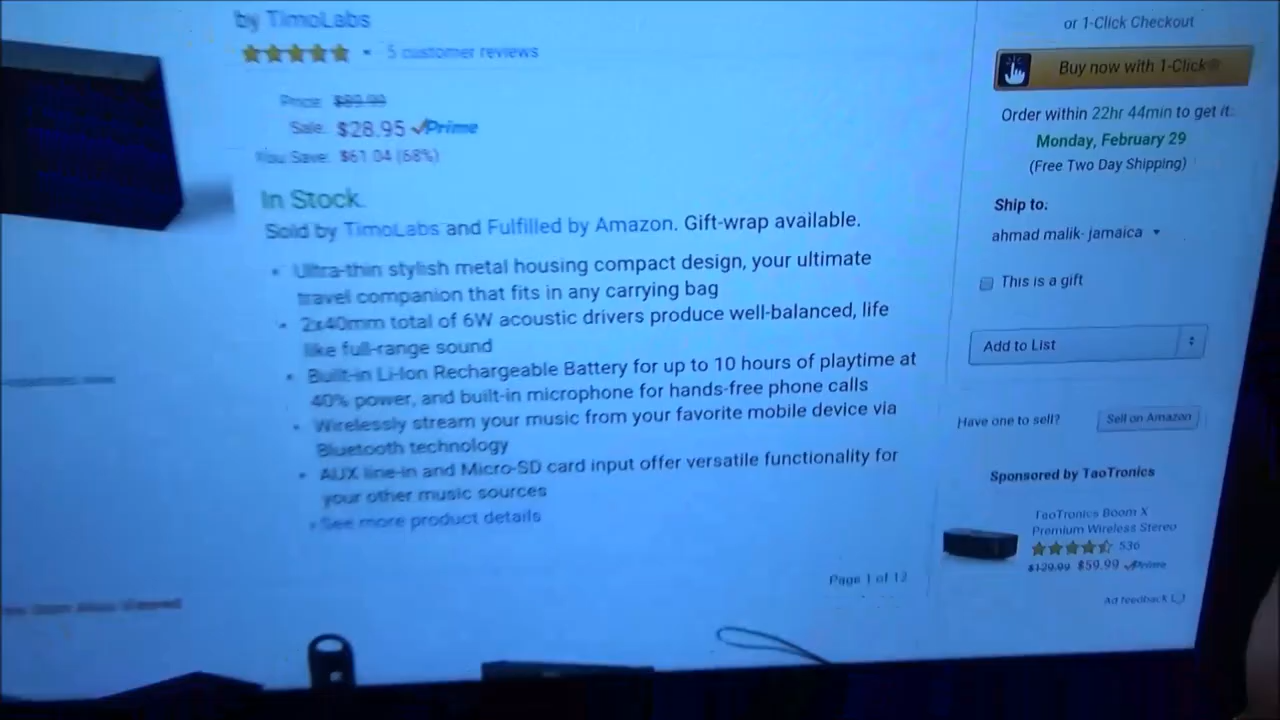 by TimoLabs
5 customer reviews
Price: $89.99
Sale: $28.95 Prime
You Save: $61.04 (68%)
In Stock.
Sold by TimoLabs and Fulfilled by Amazon. Gift-wrap available.
• Ultra-thin stylish metal housing compact design, your ultimate
travel companion that fits in any carrying bag
• 2x40mm total of 6W acoustic drivers produce well-balanced, life
like full-range sound
• Built-in Li-Ion Rechargeable Battery for up to 10 hours of playtime at
40% power, and built-in microphone for hands-free phone calls
• Wirelessly stream your music from your favorite mobile device via
Bluetooth technology
• AUX line-in and Micro-SD card input offer versatile functionality for
your other music sources
› See more product details
Page 1 of 12
or 1-Click Checkout
Buy now with 1-Click®
Order within 22hr 44min to get it:
Monday, February 29
(Free Two Day Shipping)
Ship to:
ahmad malik- jamaica
This is a gift
Add to List
Have one to sell? Sell on Amazon
Sponsored by TaoTronics
TaoTronics Boom X
Premium Wireless Stereo
536
$129.99 $59.99 Prime
Ad feedback